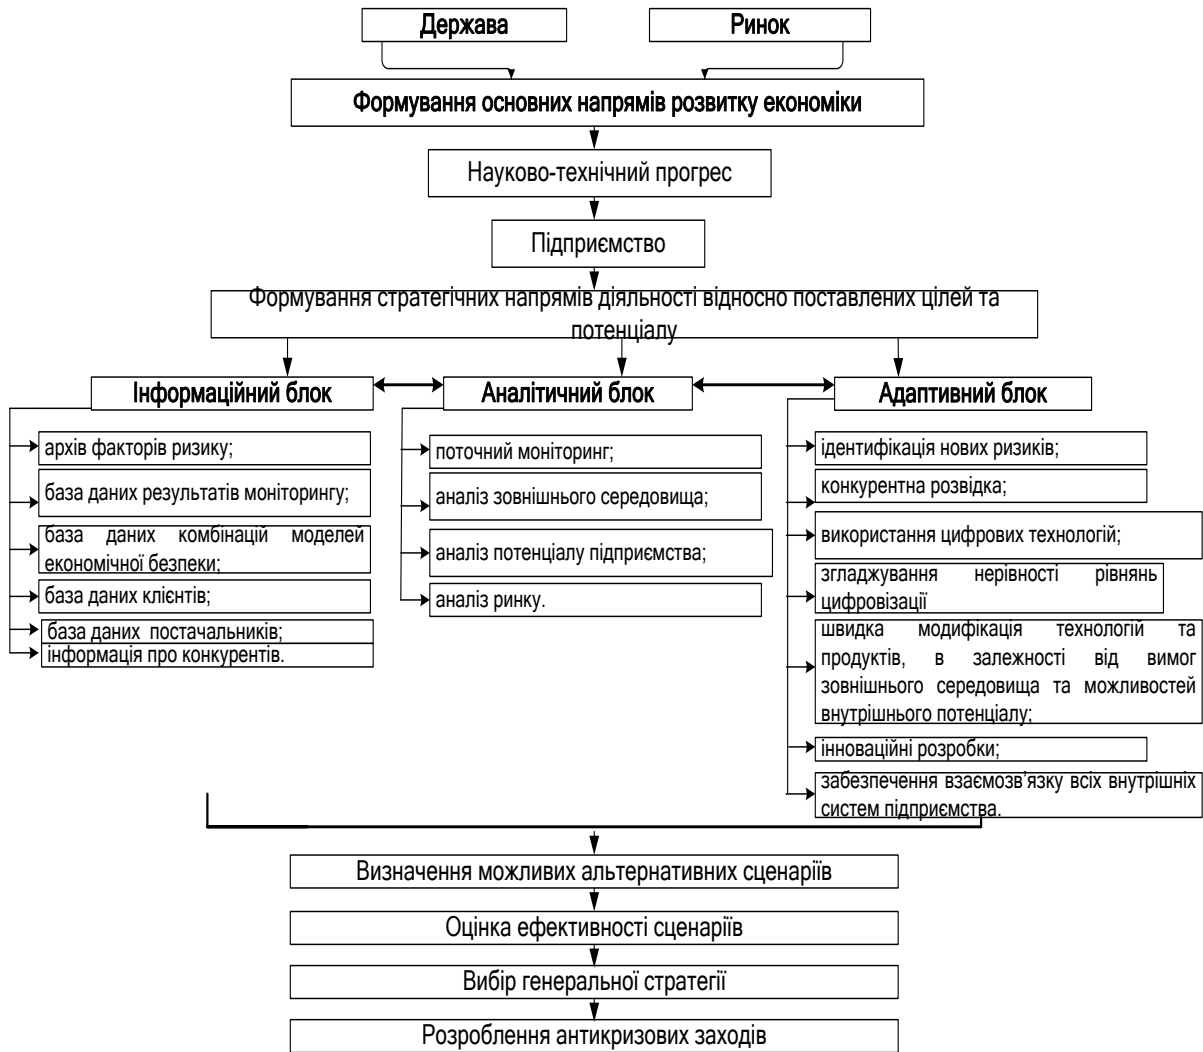 Держава
Ринок
Формування основних напрямів розвитку економіки
Науково-технічний прогрес
Підприємство
Формування стратегічних напрямів діяльності відносно поставлених цілей та
потенціалу
Інформаційний блок
Аналітичний блок
Адаптивний блок
архів факторів ризику;
база даних результатів моніторингу;
база даних комбінацій моделей
економічної безпеки;
база даних клієнтів;
база даних постачальників;
інформація про конкурентів.
поточний моніторинг;
аналіз зовнішнього середовища;
аналіз потенціалу підприємства;
аналіз ринку.
ідентифікація нових ризиків;
конкурентна розвідка;
використання цифрових технологій;
згладжування нерівності рівнянь
цифровізації
швидка модифікація технологій та
продуктів, в залежності від вимог
зовнішнього середовища та можливостей
внутрішнього потенціалу;
інноваційні розробки;
забезпечення взаємозв’язку всіх внутрішніх
систем підприємства.
Визначення можливих альтернативних сценаріїв
Оцінка ефективності сценаріїв
Вибір генеральної стратегії
Розроблення антикризових заходів